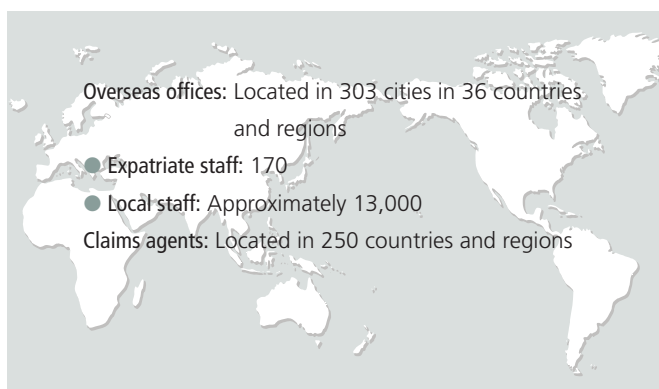 Overseas offices: Located in 303 cities in 36 countries
and regions
● Expatriate staff: 170
● Local staff: Approximately 13,000
Claims agents: Located in 250 countries and regions